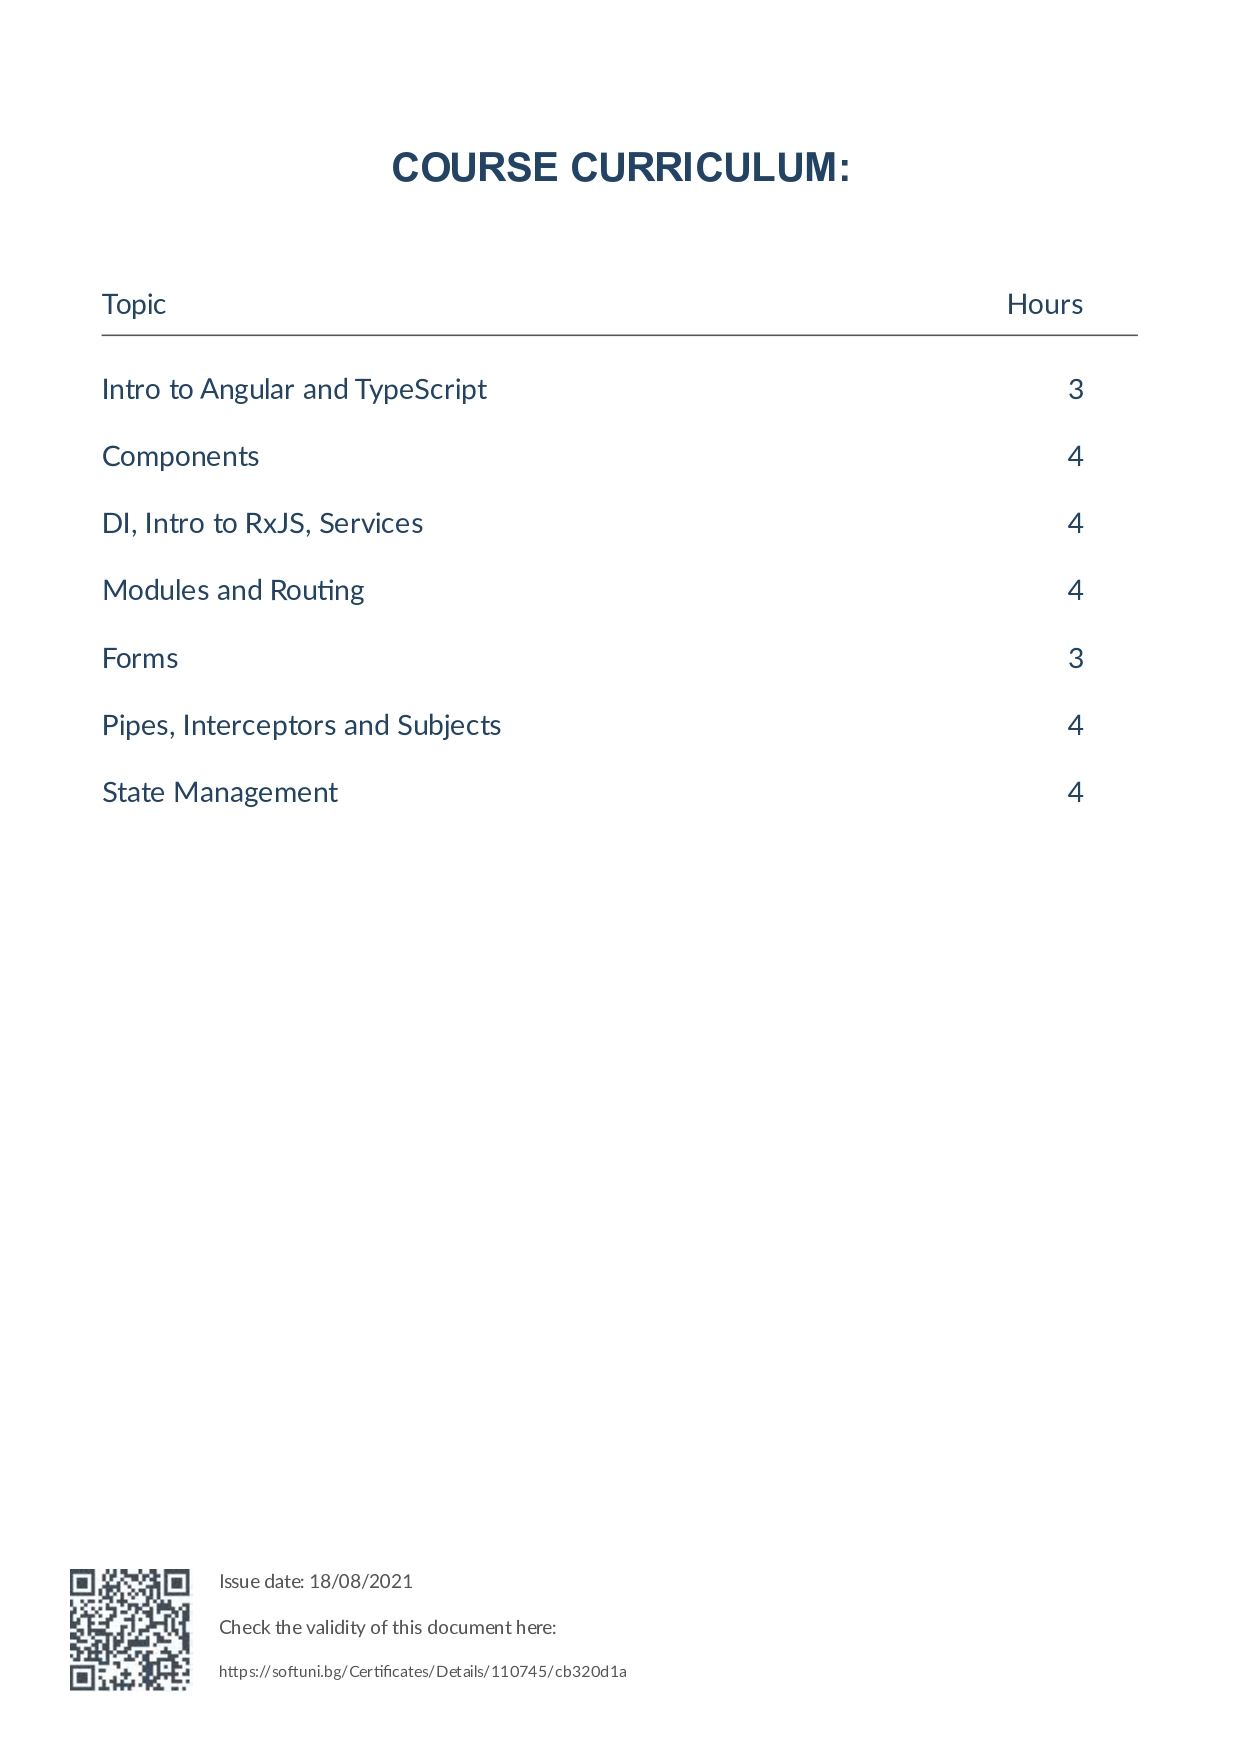 COURSE CURRICULUM:
Topic Hours
Intro to Angular and TypeScript 3
Components 4
DI, Intro to RxJS, Services 4
Modules and Routing 4
Forms 3
Pipes, Interceptors and Subjects 4
State Management 4
Issue date: 18/08/2021
Check the validity of this document here:
https://softuni.bg/Certificates/Details/110745/cb320d1a